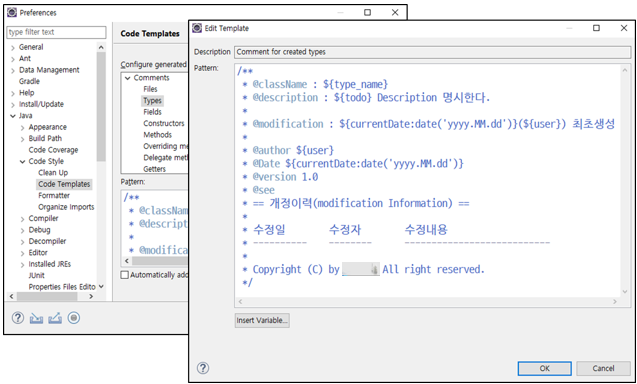 Preferences
type filter text
General
Ant
Data Management
Gradle
Help
Install/Update
Java
Appearance
Build Path
Code Coverage
Code Style
Clean Up
Code Templates
Formatter
Organize Imports
Compiler
Debug
Decompiler
Editor
Installed JREs
JUnit
Properties Files Edito
Code Templates
Configure generated
Comments
Files
Types
Fields
Constructors
Methods
Overriding me
Delegate met
Getters
Pattern:
/**
* @className
* @descript
*
* @modifica
Automatically add
Edit Template
Description
Comment for created types
Pattern:
/**
* @className : ${type_name}
* @description : ${todo} Description 명시한다.
*
* @modification : ${currentDate:date('yyyy.MM.dd')}(${user}) 최초생성
*
* @author ${user}
* @Date ${currentDate:date('yyyy.MM.dd')}
* @version 1.0
* @see
* == 개정이력(modification Information) ==
*
* 수정일 수정자 수정내용
* ---------- -------- ---------------------------
*
* Copyright (C) by All right reserved.
*/
Insert Variable...
OK
Cancel